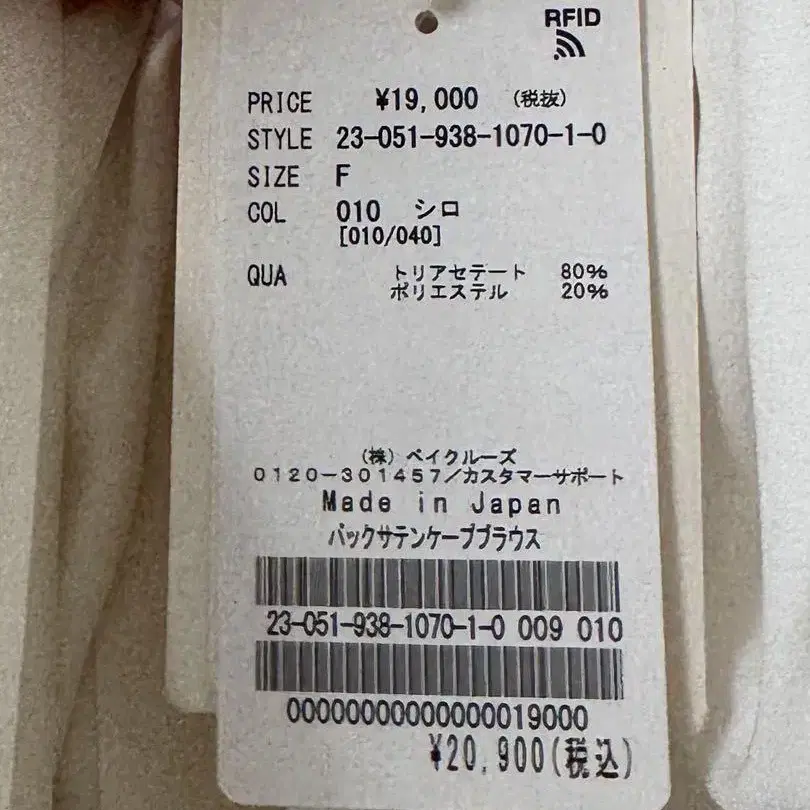 RFID
PRICE ¥19,000 (税抜)
STYLE 23-051-938-1070-1-0
SIZE F
COL 010 シロ
[010/040]
QUA トリアセテート 80%
ポリエステル 20%
(株) ベイクルーズ
0120-301457/カスタマーサポート
Made in Japan
バックサテンケープブラウス
23-051-938-1070-1-0 009 010
00000000000000019000
¥20,900(税込)